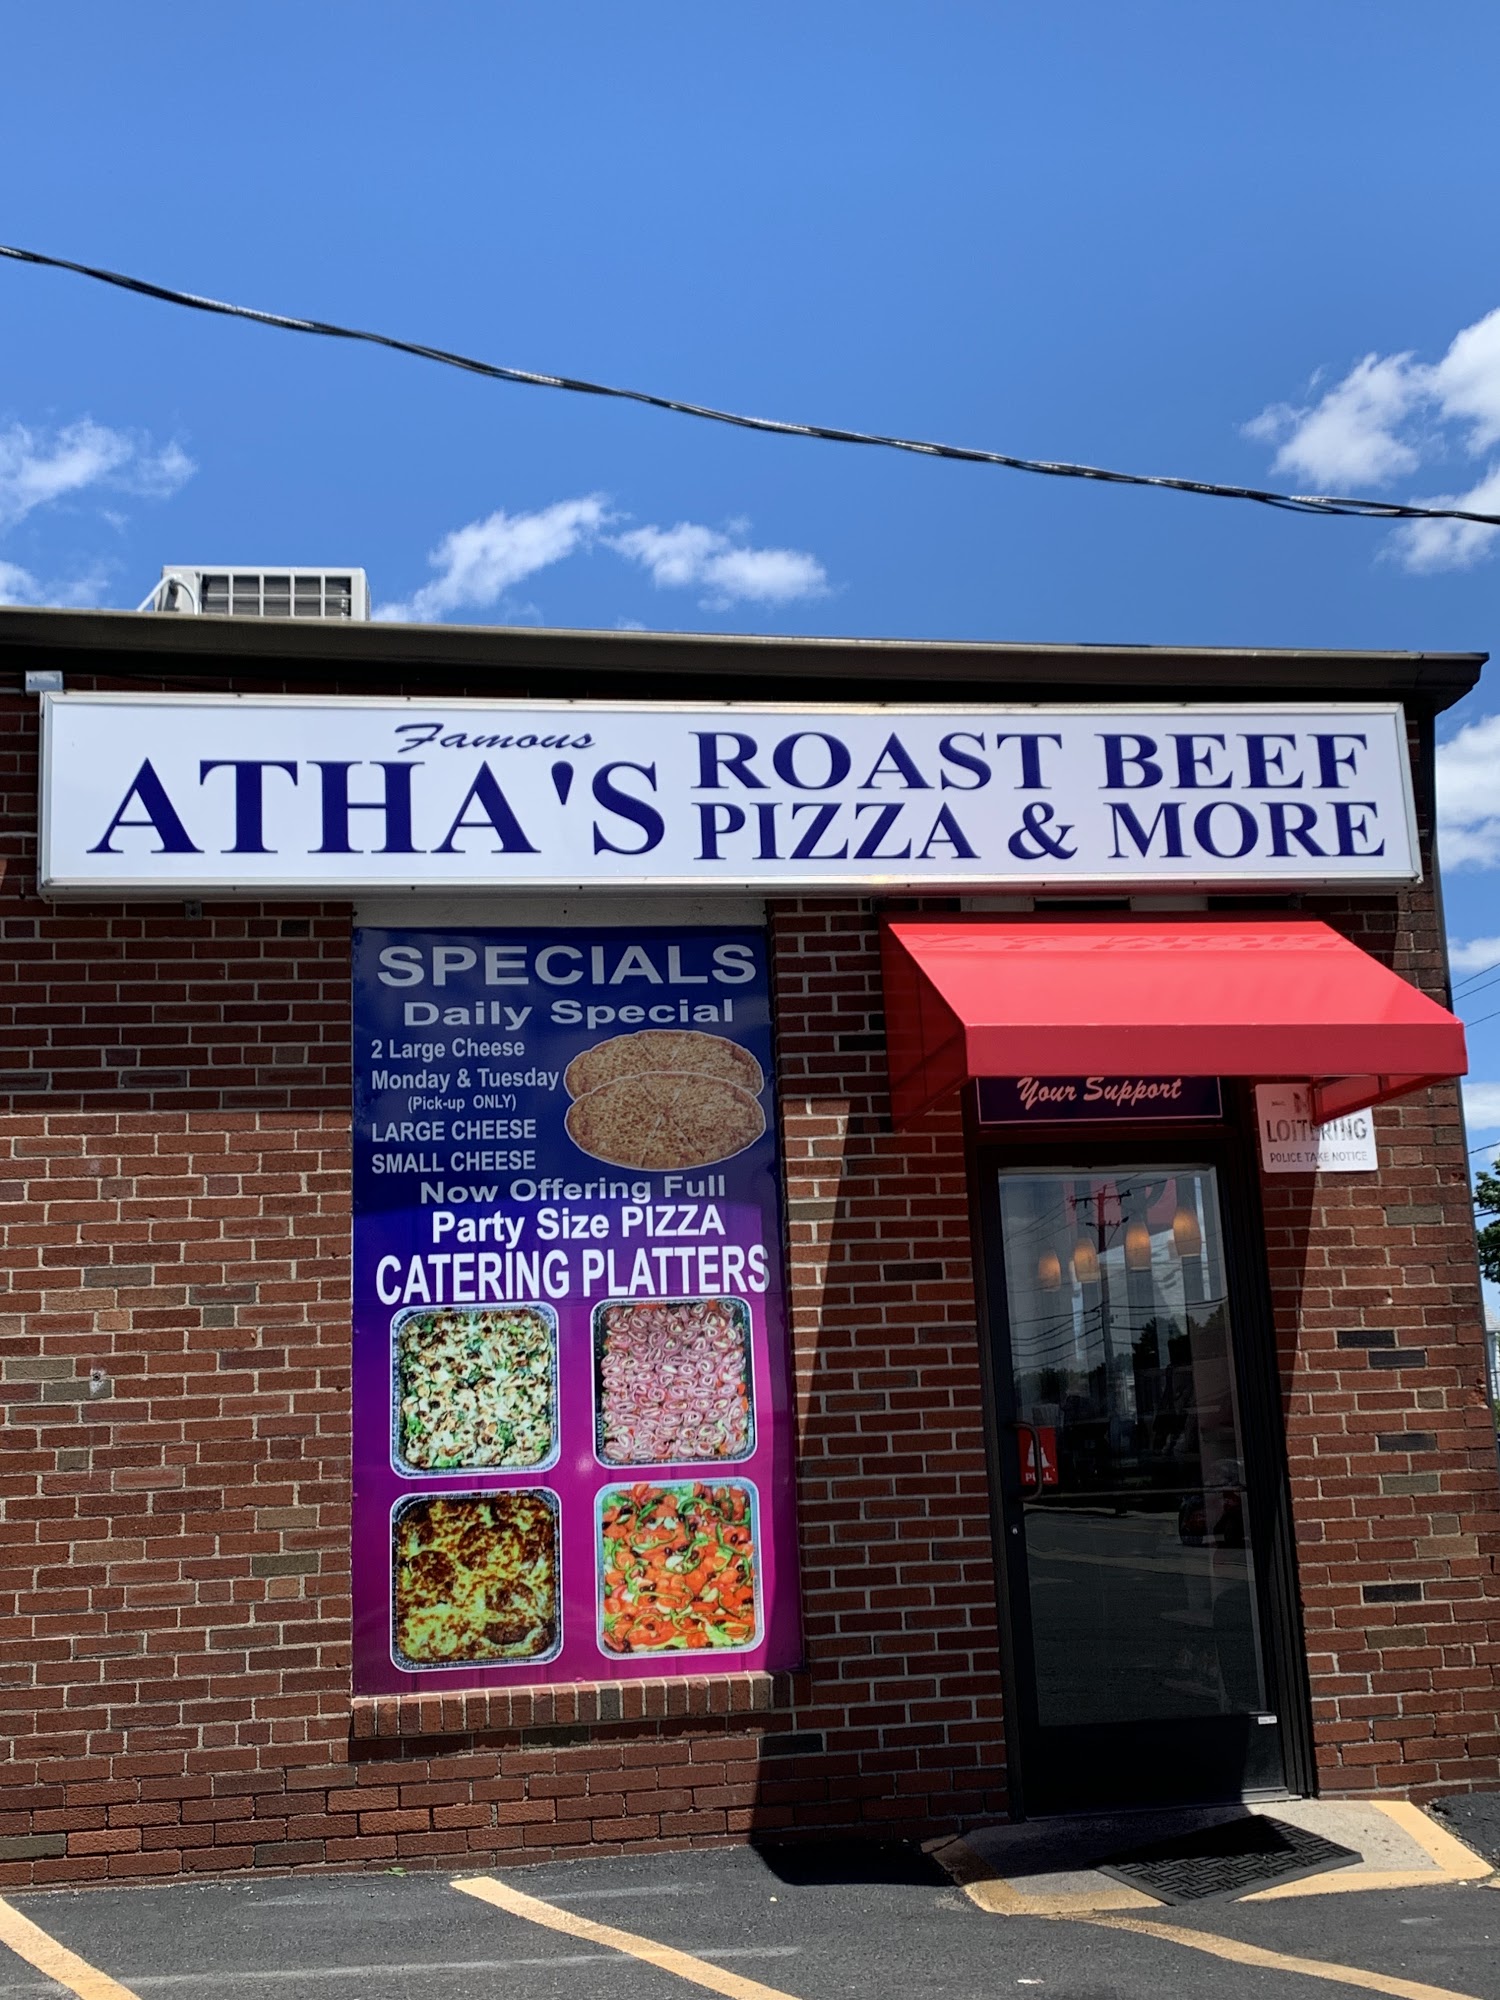 Famous
ATHA'S
ROAST BEEF
PIZZA & MORE
SPECIALS
Daily Special
2 Large Cheese
Monday & Tuesday
(Pick-up ONLY)
LARGE CHEESE
SMALL CHEESE
Now Offering Full
Party Size PIZZA
CATERING PLATTERS
Your Support
LOITERING
POLICE TAKE NOTICE
PULL